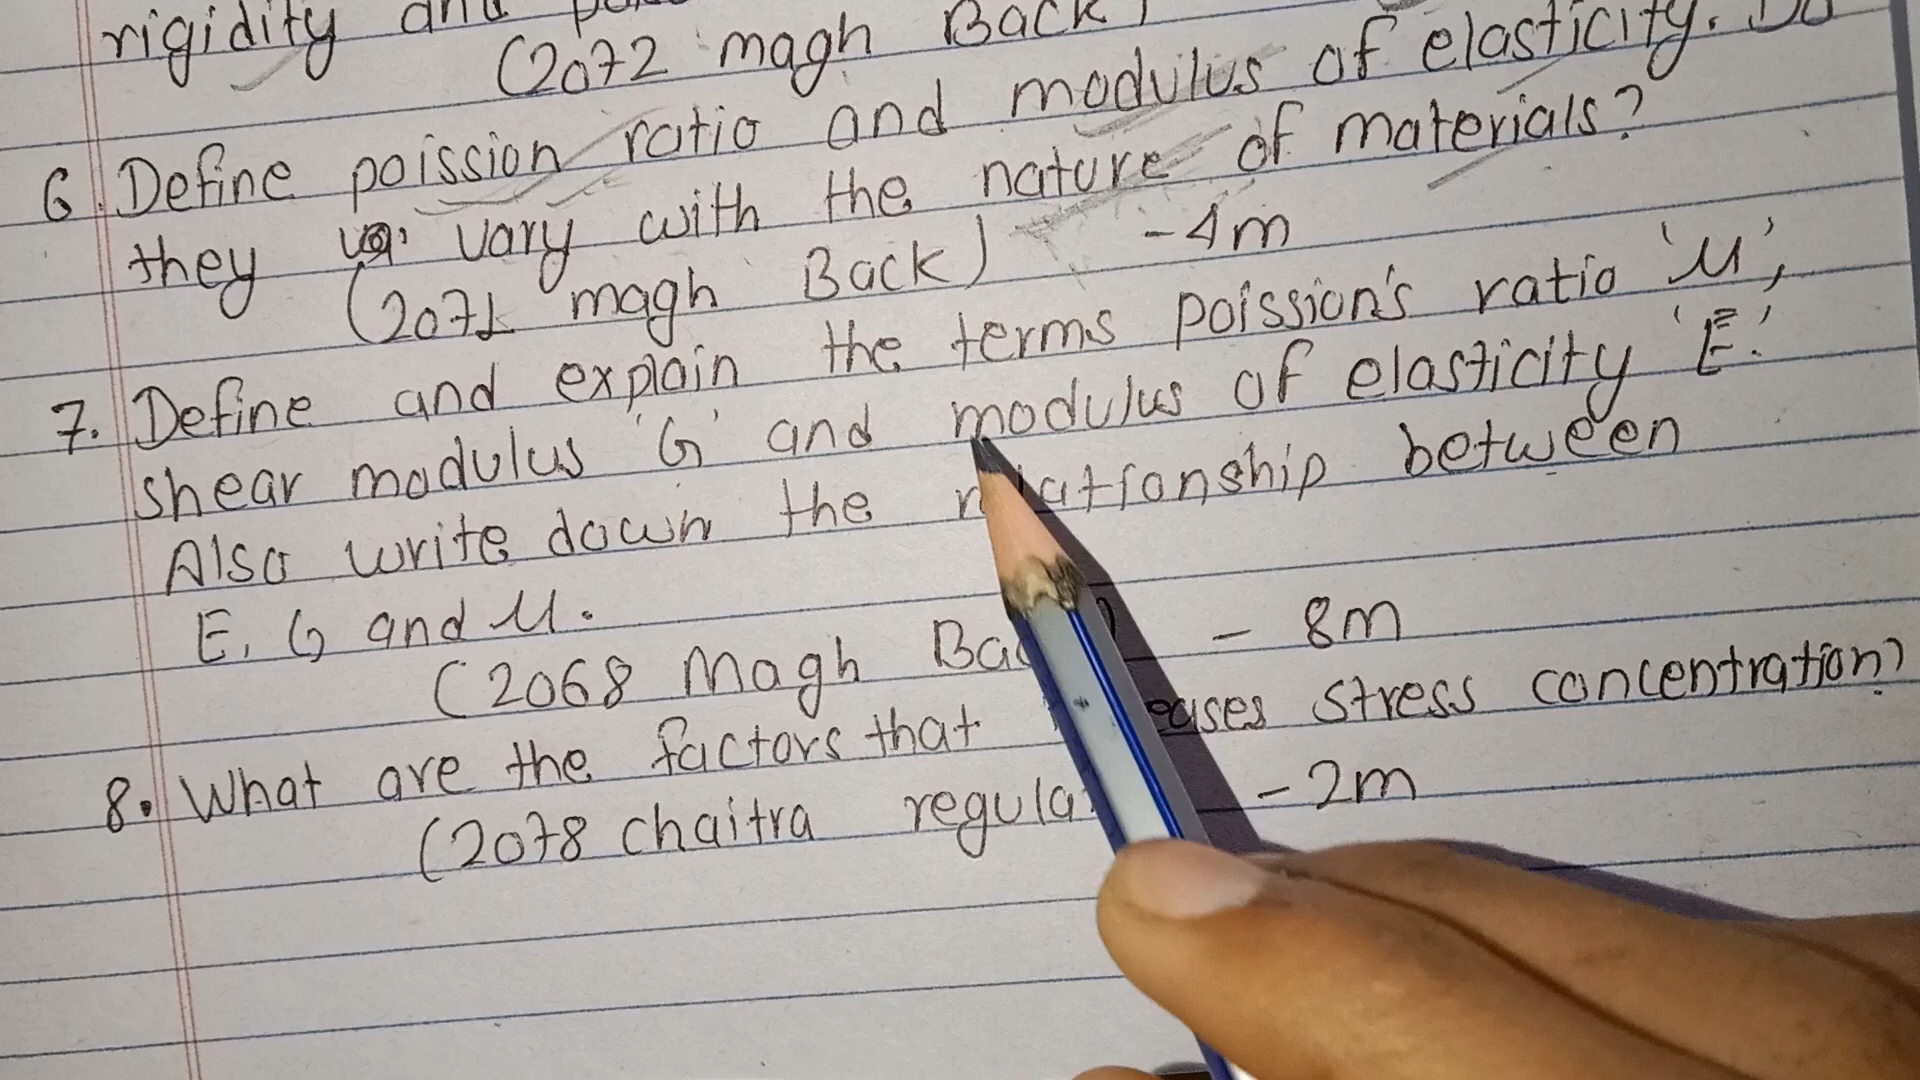 rigidity and
(2072 magh Back)
6. Define poission ratio and modulus of elasticity. Do
they vary with the nature of materials?
(2071 magh Back) -4m
7. Define and explain the terms poission's ratio 'μ',
shear modulus 'G' and modulus of elasticity 'E'.
Also write down the relationship between
E, G and μ.
(2068 Magh - 8m
8. What are the factors that stress concentration?
(2078 chaitra - 2m